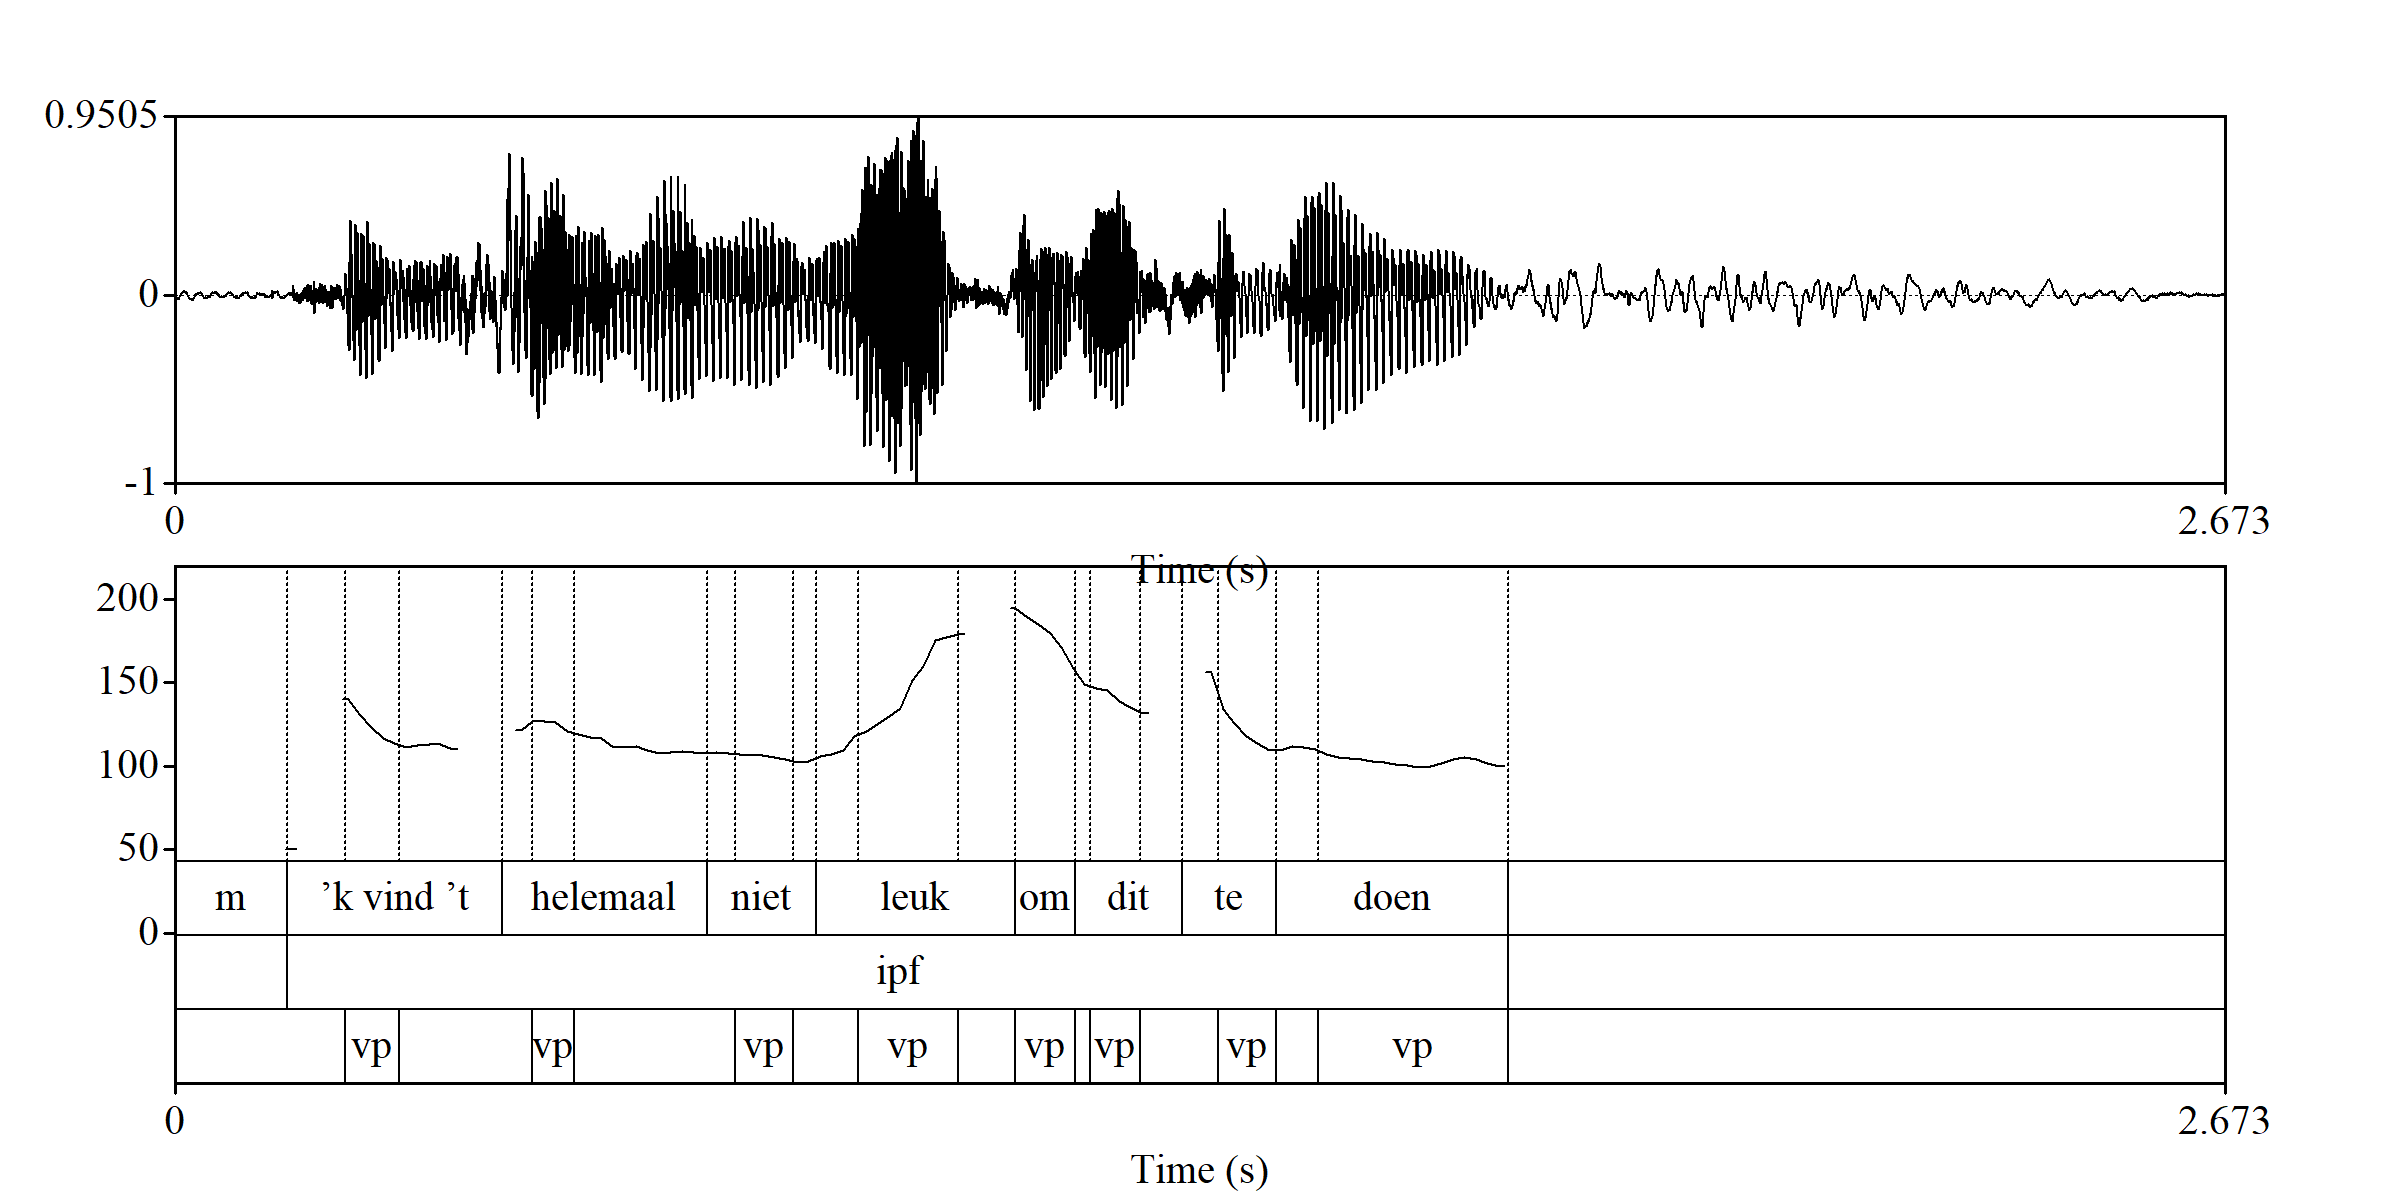 0.9505
0
-1
0 2.673
Time (s)
200
150
100
50
0
m ’k vind ’t helemaal niet leuk om dit te doen
ipf
vp vp vp vp vp vp vp vp
0 2.673
Time (s)